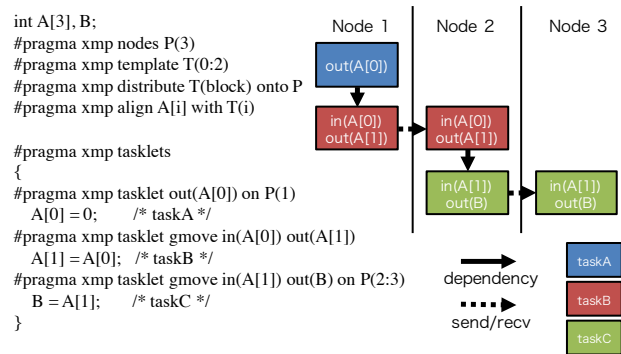 int A[3], B;
#pragma xmp nodes P(3)
#pragma xmp template T(0:2)
#pragma xmp distribute T(block) onto P
#pragma xmp align A[i] with T(i)
#pragma xmp tasklets
{
#pragma xmp tasklet out(A[0]) on P(1)
A[0] = 0; /* taskA */
#pragma xmp tasklet gmove in(A[0]) out(A[1])
A[1] = A[0]; /* taskB */
#pragma xmp tasklet gmove in(A[1]) out(B) on P(2:3)
B = A[1]; /* taskC */
}
Node 1
Node 2
Node 3
out(A[0])
in(A[0])
out(A[1])
in(A[0])
out(A[1])
in(A[1])
out(B)
in(A[1])
out(B)
dependency
send/recv
taskA
taskB
taskC